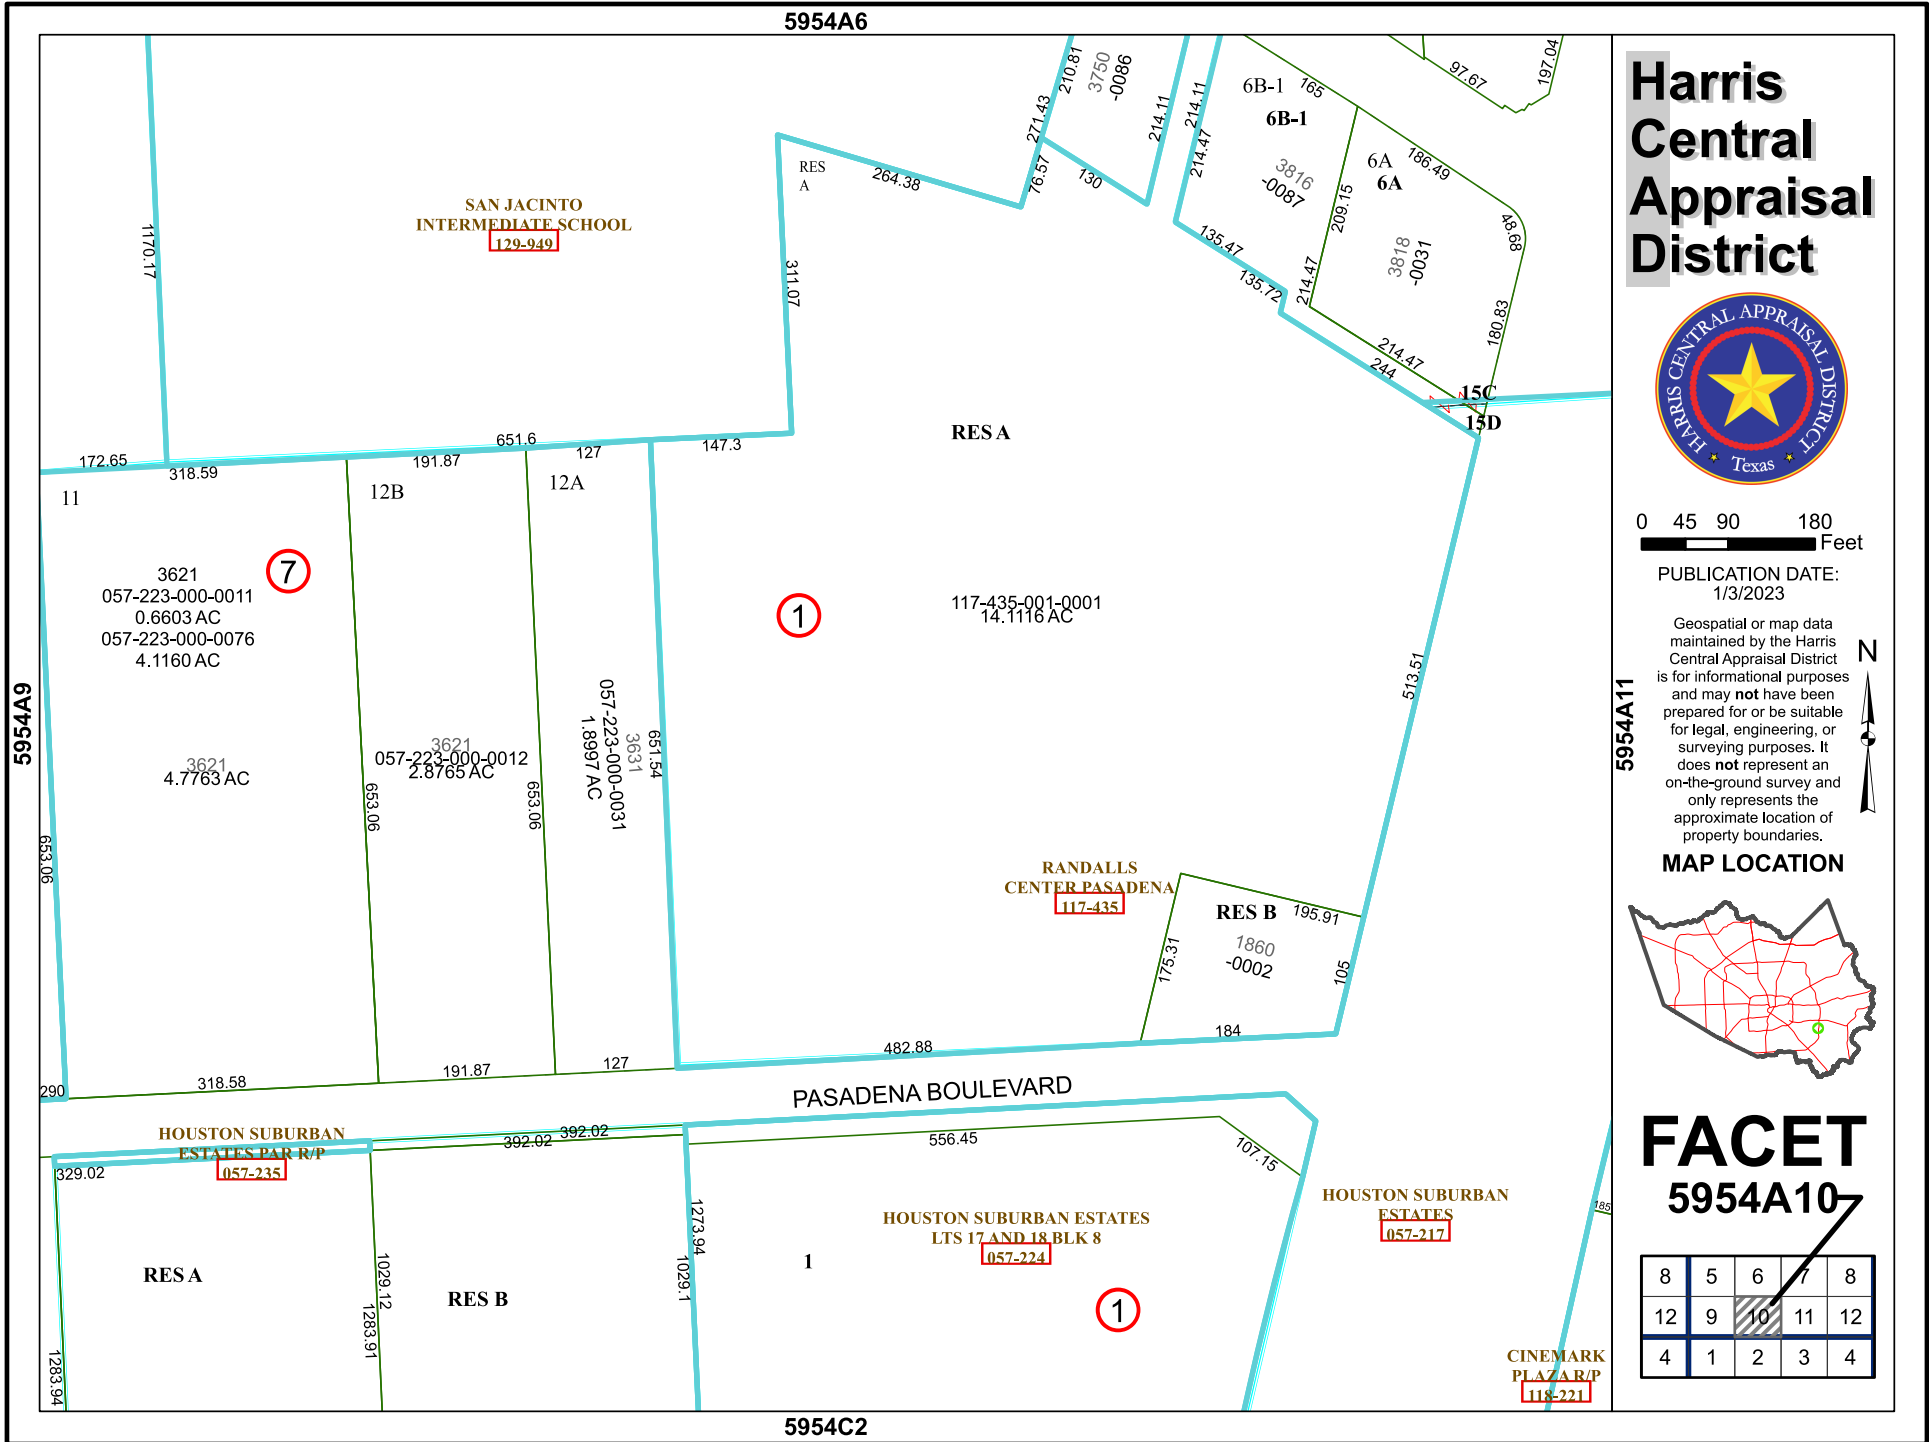 5954A6
210.81
3750
-0086
271.43
214.11
214.11
214.47
76.57
130
6B-1
165
6B-1
3816
-0087
97.67
197.04
6A
6A
186.49
209.15
3818
-0031
48.68
180.83
214.47
214.47
135.47
135.72
244
15C
15D
SAN JACINTO
INTERMEDIATE SCHOOL
129-949
1170.17
RES
A
264.38
311.07
172.65
318.59
651.6
191.87
127
147.3
RES A
11
12B
12A
7
3621
057-223-000-0011
0.6603 AC
057-223-000-0076
4.1160 AC
1
117-435-001-0001
14.1116 AC
513.51
3621
4.7763 AC
3621
057-223-000-0012
2.8765 AC
3631
057-223-000-0031
1.8997 AC
651.54
653.06
653.06
653.06
RANDALLS
CENTER PASADENA
117-435
RES B
195.91
1860
-0002
175.31
105
184
482.88
290
318.58
191.87
127
PASADENA BOULEVARD
HOUSTON SUBURBAN
ESTATES PAR R/P
057-235
329.02
392.02
392.02
556.45
107.15
1273.94
1029.1
1029.12
1283.91
1283.94
RES A
RES B
1
HOUSTON SUBURBAN ESTATES
LTS 17 AND 18 BLK 8
057-224
1
HOUSTON SUBURBAN
ESTATES
057-217
185
CINEMARK
PLAZA R/P
118-221
5954A9
5954A11
5954C2
Harris
Central
Appraisal
District
HARRIS CENTRAL APPRAISAL DISTRICT
Texas
0 45 90 180
Feet
PUBLICATION DATE:
1/3/2023
Geospatial or map data
maintained by the Harris
Central Appraisal District
is for informational purposes
and may not have been
prepared for or be suitable
for legal, engineering, or
surveying purposes. It
does not represent an
on-the-ground survey and
only represents the
approximate location of
property boundaries.
N
MAP LOCATION
FACET
5954A10
8 5 6 7 8
12 9 10 11 12
4 1 2 3 4